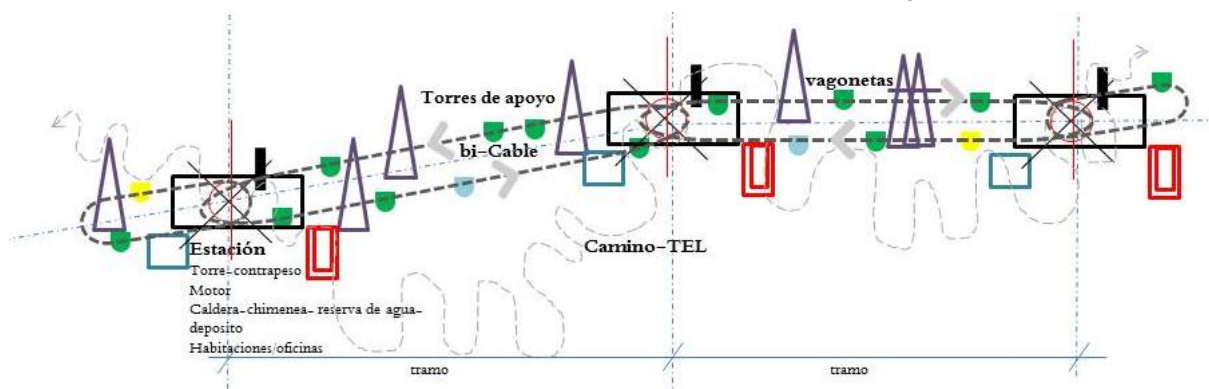 vagonetas
Torres de apoyo
bi-Cable
Camino-TEL
Estación
Torre-contrapeso
Motor
Caldera-chimenea- reserva de agua-
deposito
Habitaciones/oficinas
tramo
tramo